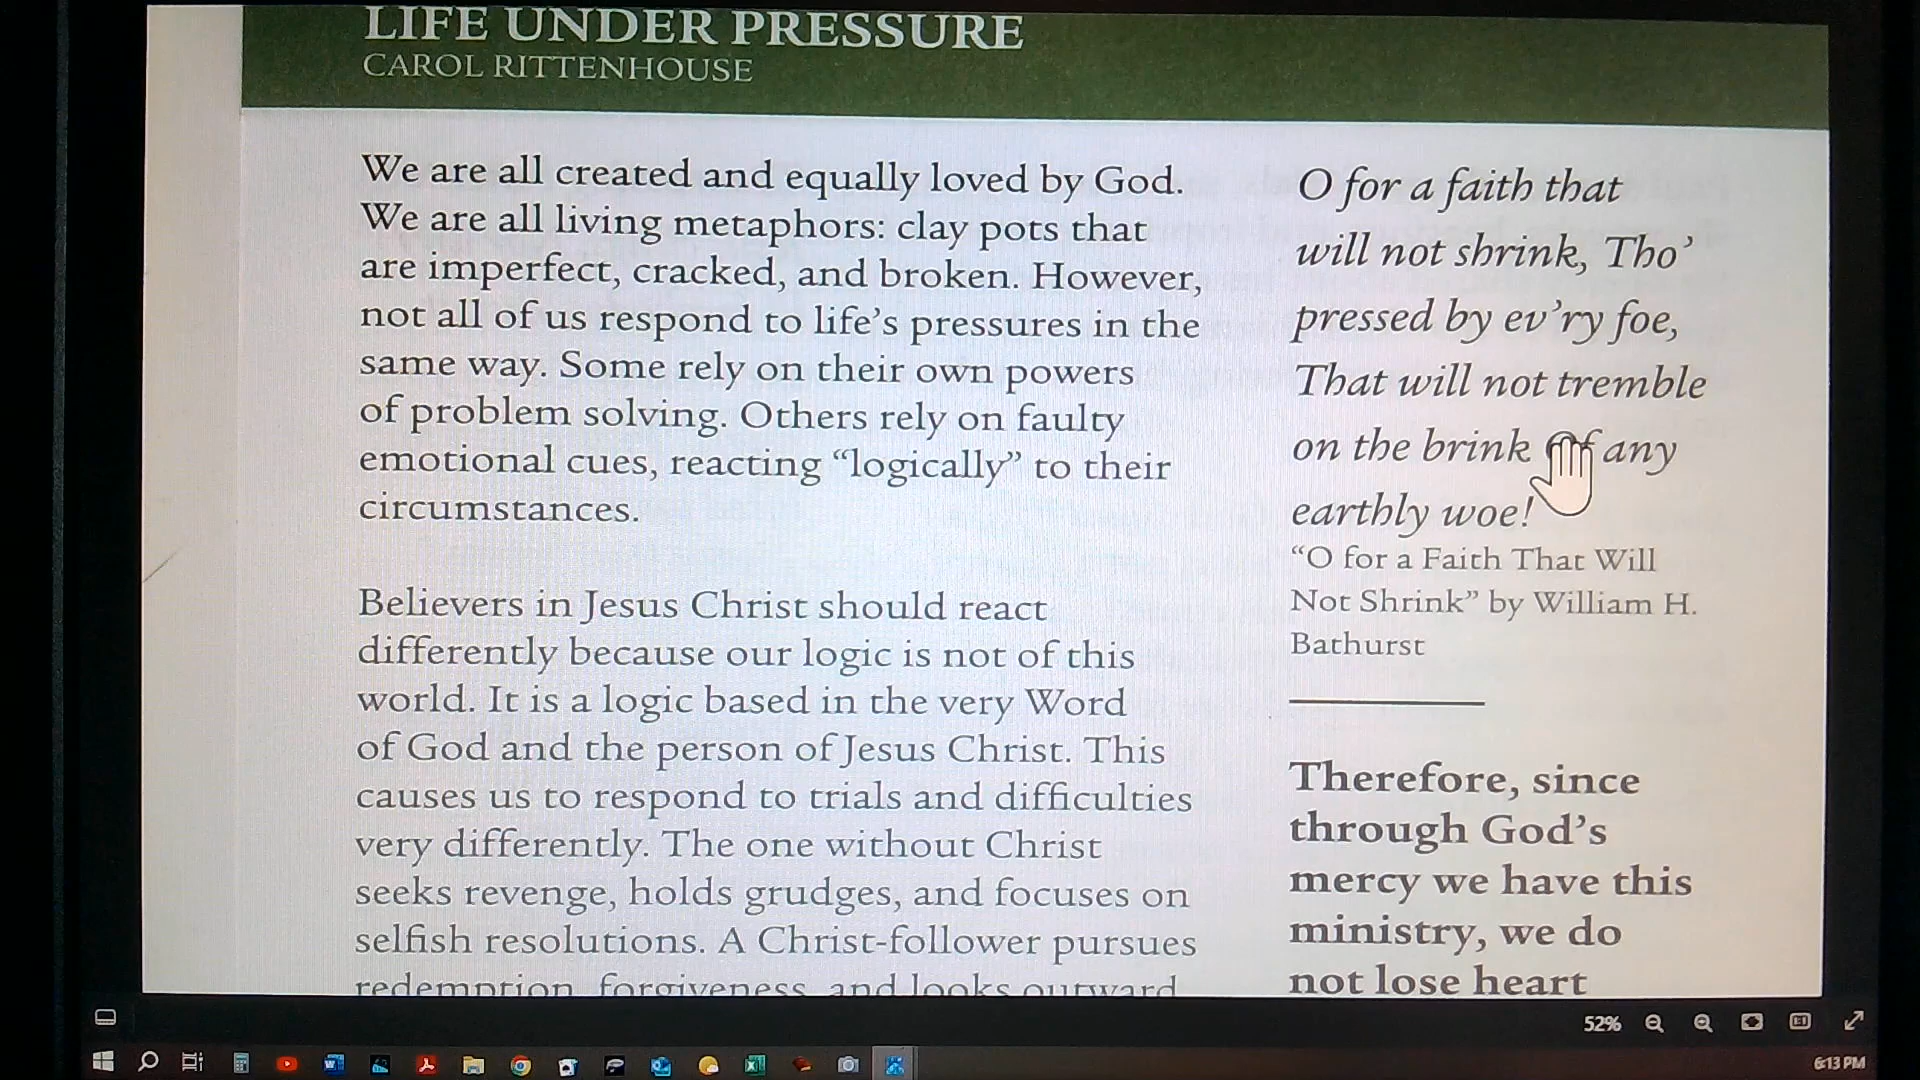 LIFE UNDER PRESSURE
CAROL RITTENHOUSE
We are all created and equally loved by God.
We are all living metaphors: clay pots that
are imperfect, cracked, and broken. However,
not all of us respond to life’s pressures in the
same way. Some rely on their own powers
of problem solving. Others rely on faulty
emotional cues, reacting “logically” to their
circumstances.
Believers in Jesus Christ should react
differently because our logic is not of this
world. It is a logic based in the very Word
of God and the person of Jesus Christ. This
causes us to respond to trials and difficulties
very differently. The one without Christ
seeks revenge, holds grudges, and focuses on
selfish resolutions. A Christ-follower pursues
redemption, forgiveness, and looks outward
O for a faith that
will not shrink, Tho’
pressed by ev’ry foe,
That will not tremble
on the brink Of any
earthly woe!
“O for a Faith That Will
Not Shrink” by William H.
Bathurst
Therefore, since
through God’s
mercy we have this
ministry, we do
not lose heart
52%
6:13 PM